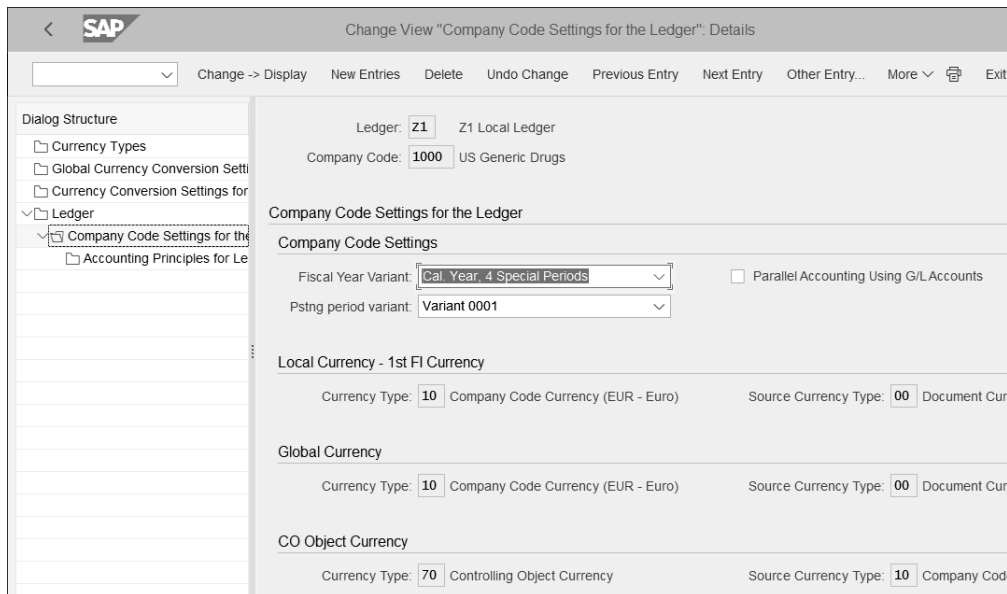 SAP
Change View "Company Code Settings for the Ledger": Details
Change -> Display New Entries Delete Undo Change Previous Entry Next Entry Other Entry... More Exit
Dialog Structure
Currency Types
Global Currency Conversion Setti
Currency Conversion Settings for
Ledger
Company Code Settings for the
Accounting Principles for Le
Ledger: Z1 Z1 Local Ledger
Company Code: 1000 US Generic Drugs
Company Code Settings for the Ledger
Company Code Settings
Fiscal Year Variant: Cal. Year, 4 Special Periods Parallel Accounting Using G/L Accounts
Pstng period variant: Variant 0001
Local Currency - 1st FI Currency
Currency Type: 10 Company Code Currency (EUR - Euro) Source Currency Type: 00 Document Cur
Global Currency
Currency Type: 10 Company Code Currency (EUR - Euro) Source Currency Type: 00 Document Cur
CO Object Currency
Currency Type: 70 Controlling Object Currency Source Currency Type: 10 Company Cod